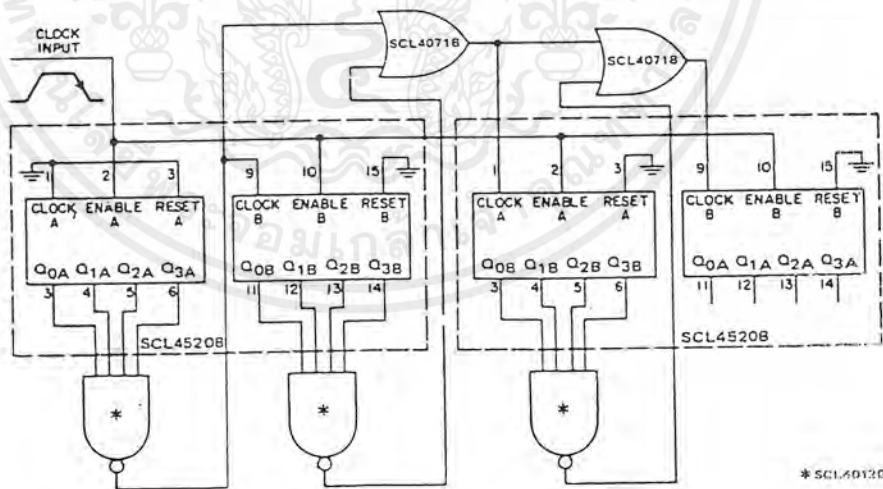 CLOCK
INPUT
SCL4071B
SCL4071B
1 2 3
9 10 15
1 2 3
9 10 15
CLOCK ENABLE RESET
A A A
Q0A Q1A Q2A Q3A
3 4 5 6
CLOCK ENABLE RESET
B B B
Q0B Q1B Q2B Q3B
11 12 13 14
CLOCK ENABLE RESET
A A A
Q0B Q1B Q2B Q3B
3 4 5 6
CLOCK ENABLE RESET
B B B
Q0A Q1A Q2A Q3A
11 12 13 14
SCL4520B
SCL4520B
*
*
*